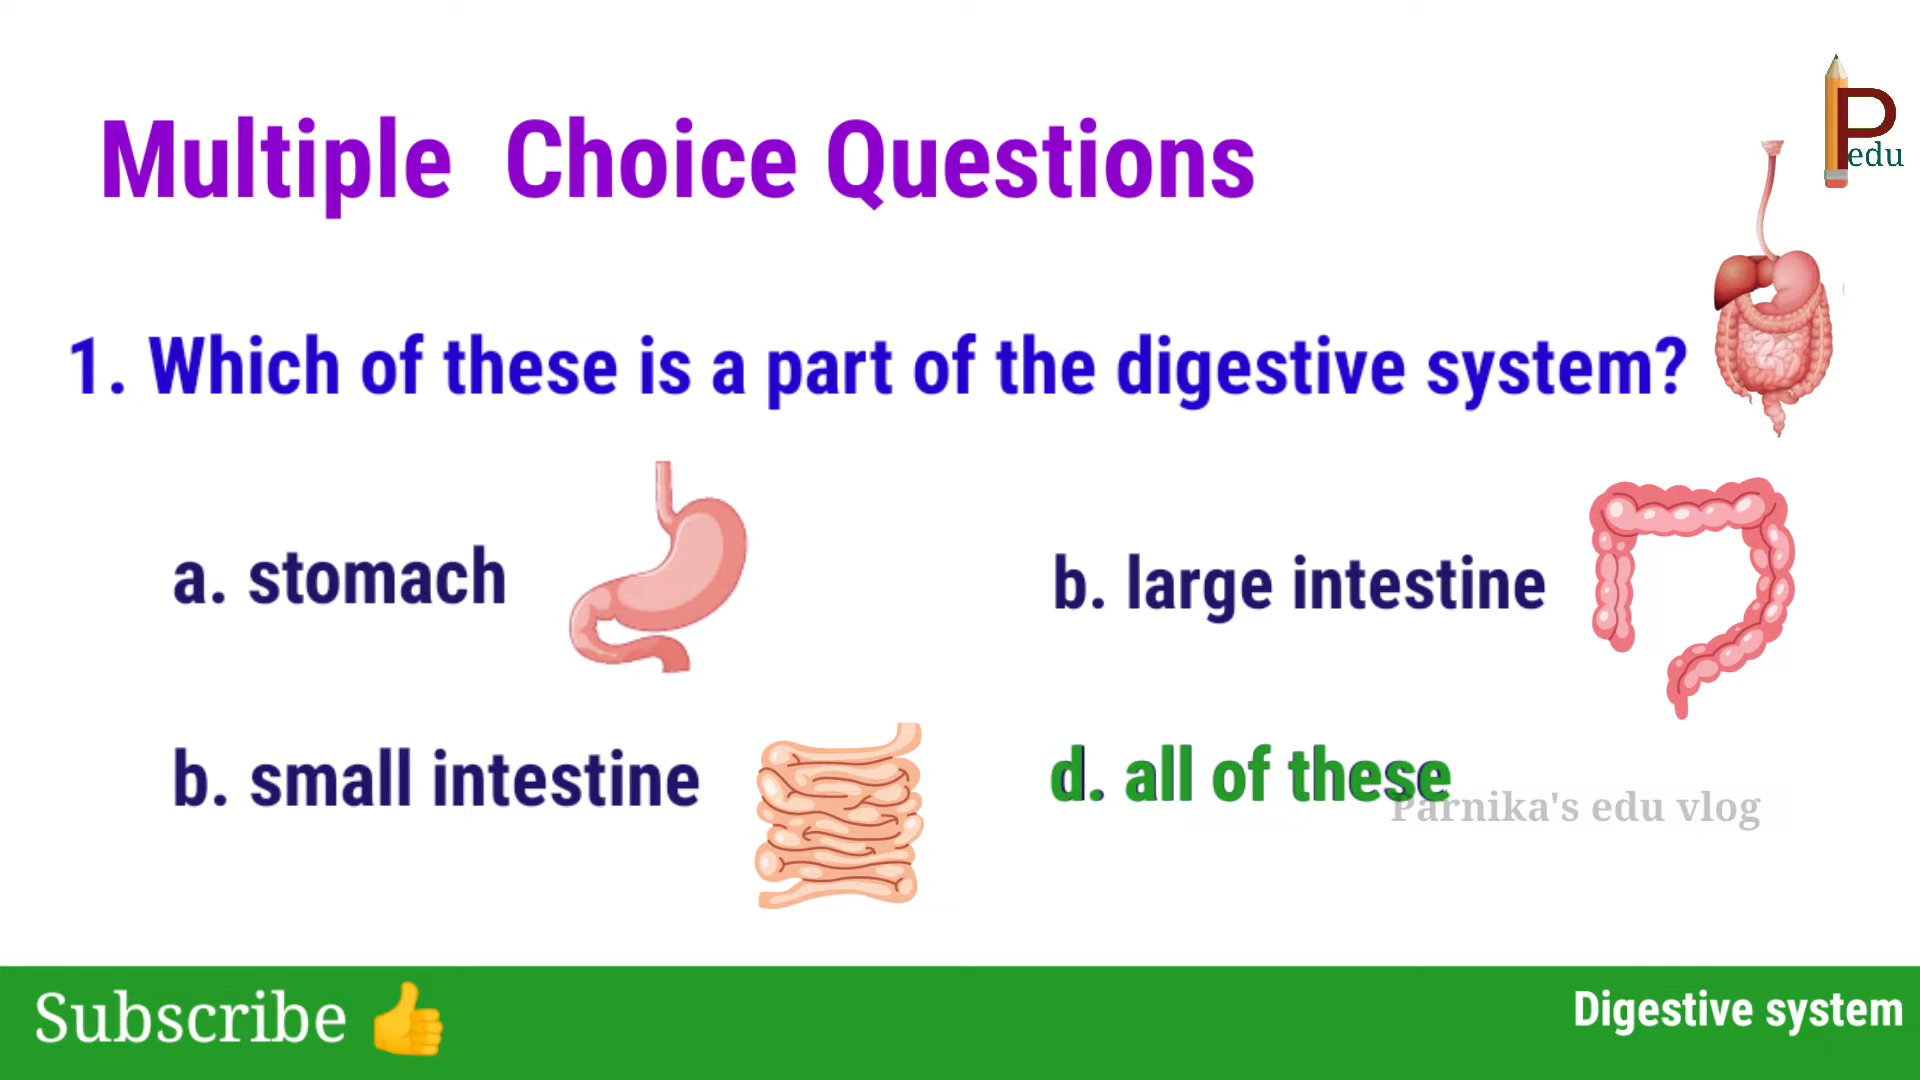 P
edu
Multiple Choice Questions
1. Which of these is a part of the digestive system?
a. stomach
b. large intestine
b. small intestine
d. all of these
Parnika's edu vlog
Subscribe
Digestive system